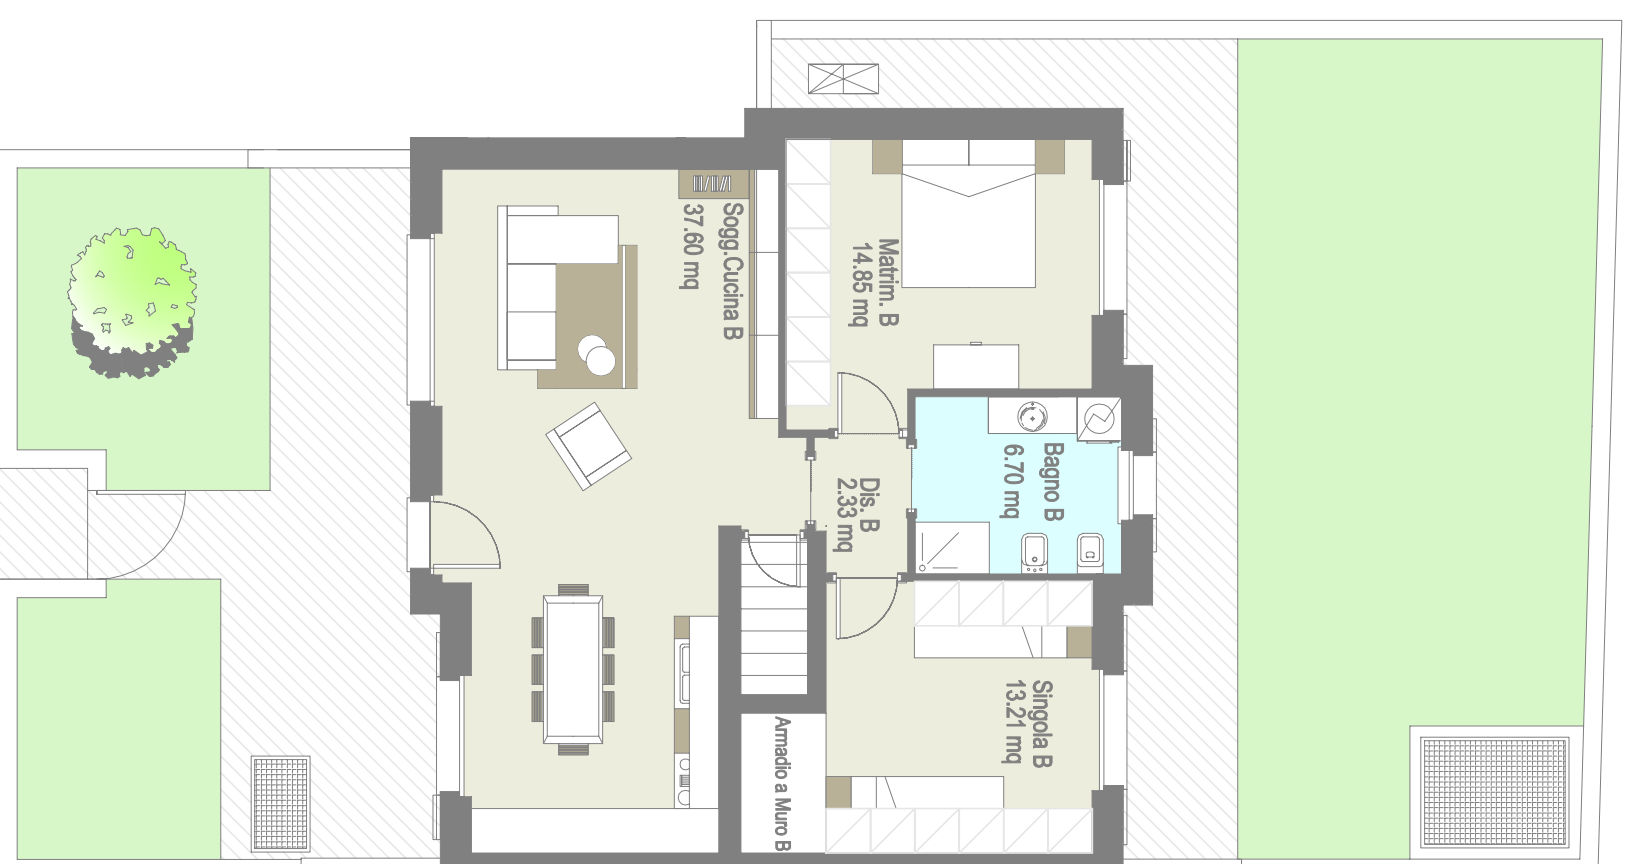 Sogg.Cucina B
37.60 mq
Matrim. B
14.85 mq
Dis. B
2.33 mq
Bagno B
6.70 mq
Singola B
13.21 mq
Armadio a Muro B